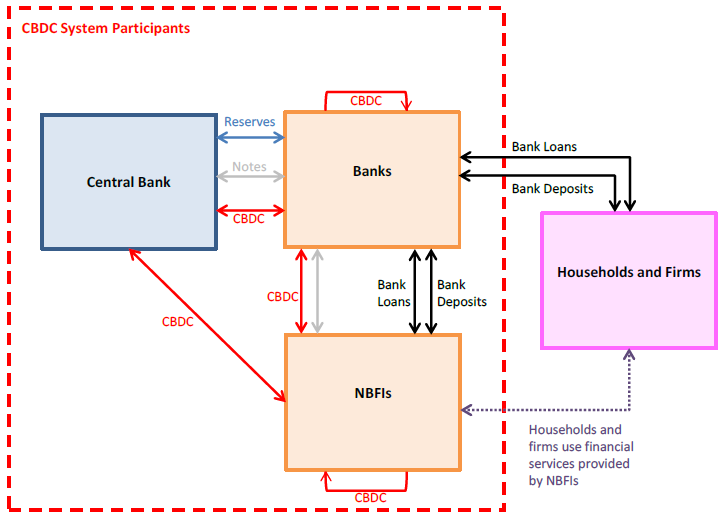 CBDC System Participants
CBDC
Reserves
Banks
Notes
Central Bank
CBDC
Bank Loans
Bank Deposits
Households and Firms
CBDC
Bank
Loans
Bank
Deposits
CBDC
NBFIs
Households and
firms use financial
services provided
by NBFIs
CBDC